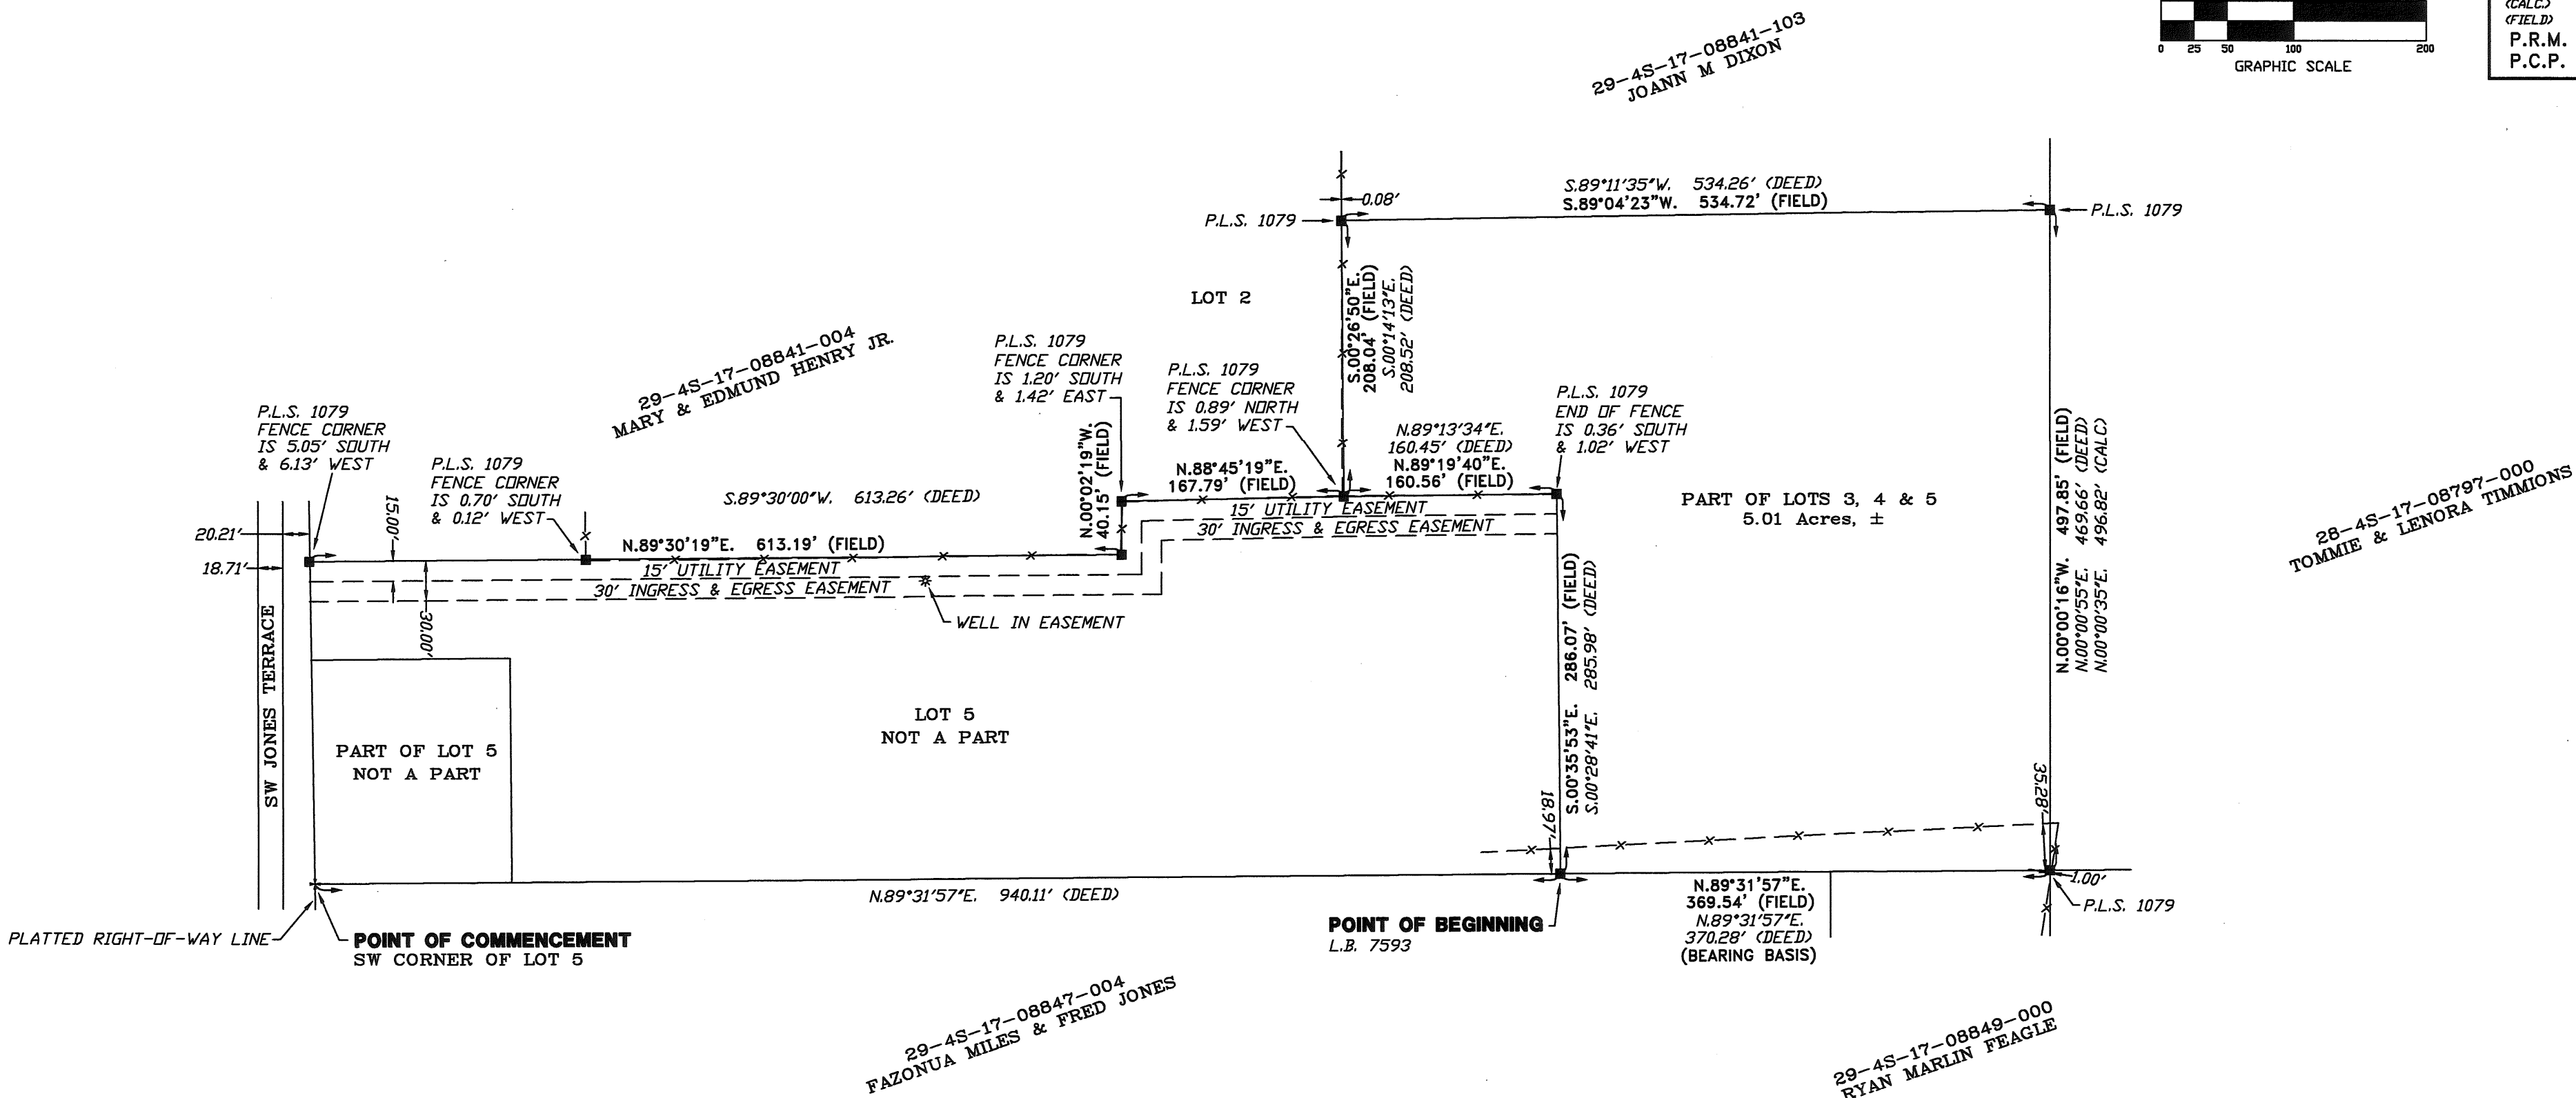 (CALC.)
(FIELD)
P.R.M.
P.C.P.
0 25 50 100 200
GRAPHIC SCALE
29-4S-17-08841-103
JOANN M DIXON
0.08'
S.89°11'35"W. 534.26' (DEED)
S.89°04'23"W. 534.72' (FIELD)
P.L.S. 1079
P.L.S. 1079
LOT 2
S.00°26'50"E.
208.04' (FIELD)
S.00°14'13"E.
208.52' (DEED)
29-4S-17-08841-004
MARY & EDMUND HENRY JR.
P.L.S. 1079
FENCE CORNER
IS 1.20' SOUTH
& 1.42' EAST
P.L.S. 1079
FENCE CORNER
IS 0.89' NORTH
& 1.59' WEST
P.L.S. 1079
END OF FENCE
IS 0.36' SOUTH
& 1.02' WEST
P.L.S. 1079
FENCE CORNER
IS 5.05' SOUTH
& 6.13' WEST
P.L.S. 1079
FENCE CORNER
IS 0.70' SOUTH
& 0.12' WEST
N.89°13'34"E.
160.45' (DEED)
N.89°19'40"E.
160.56' (FIELD)
N.88°45'19"E.
167.79' (FIELD)
N.00°02'19"W.
40.15' (FIELD)
S.89°30'00"W. 613.26' (DEED)
N.89°30'19"E. 613.19' (FIELD)
15.00'
30.00'
20.21'
18.71'
15' UTILITY EASEMENT
30' INGRESS & EGRESS EASEMENT
15' UTILITY EASEMENT
30' INGRESS & EGRESS EASEMENT
WELL IN EASEMENT
PART OF LOTS 3, 4 & 5
5.01 Acres, ±
N.00°00'16"W. 497.85' (FIELD)
N.00°00'55"E. 469.66' (DEED)
N.00°00'35"E. 496.82' (CALC)
28-4S-17-08797-000
TOMMIE & LENORA TIMMIONS
SW JONES TERRACE
PART OF LOT 5
NOT A PART
LOT 5
NOT A PART
S.00°35'53"E. 286.07' (FIELD)
S.00°28'41"E. 285.98' (DEED)
18.97'
35.28'
1.00'
P.L.S. 1079
N.89°31'57"E. 940.11' (DEED)
N.89°31'57"E.
369.54' (FIELD)
N.89°31'57"E.
370.28' (DEED)
(BEARING BASIS)
POINT OF BEGINNING
L.B. 7593
PLATTED RIGHT-OF-WAY LINE
POINT OF COMMENCEMENT
SW CORNER OF LOT 5
29-4S-17-08847-004
FAZONUA MILES & FRED JONES
29-4S-17-08849-000
RYAN MARLIN FEAGLE